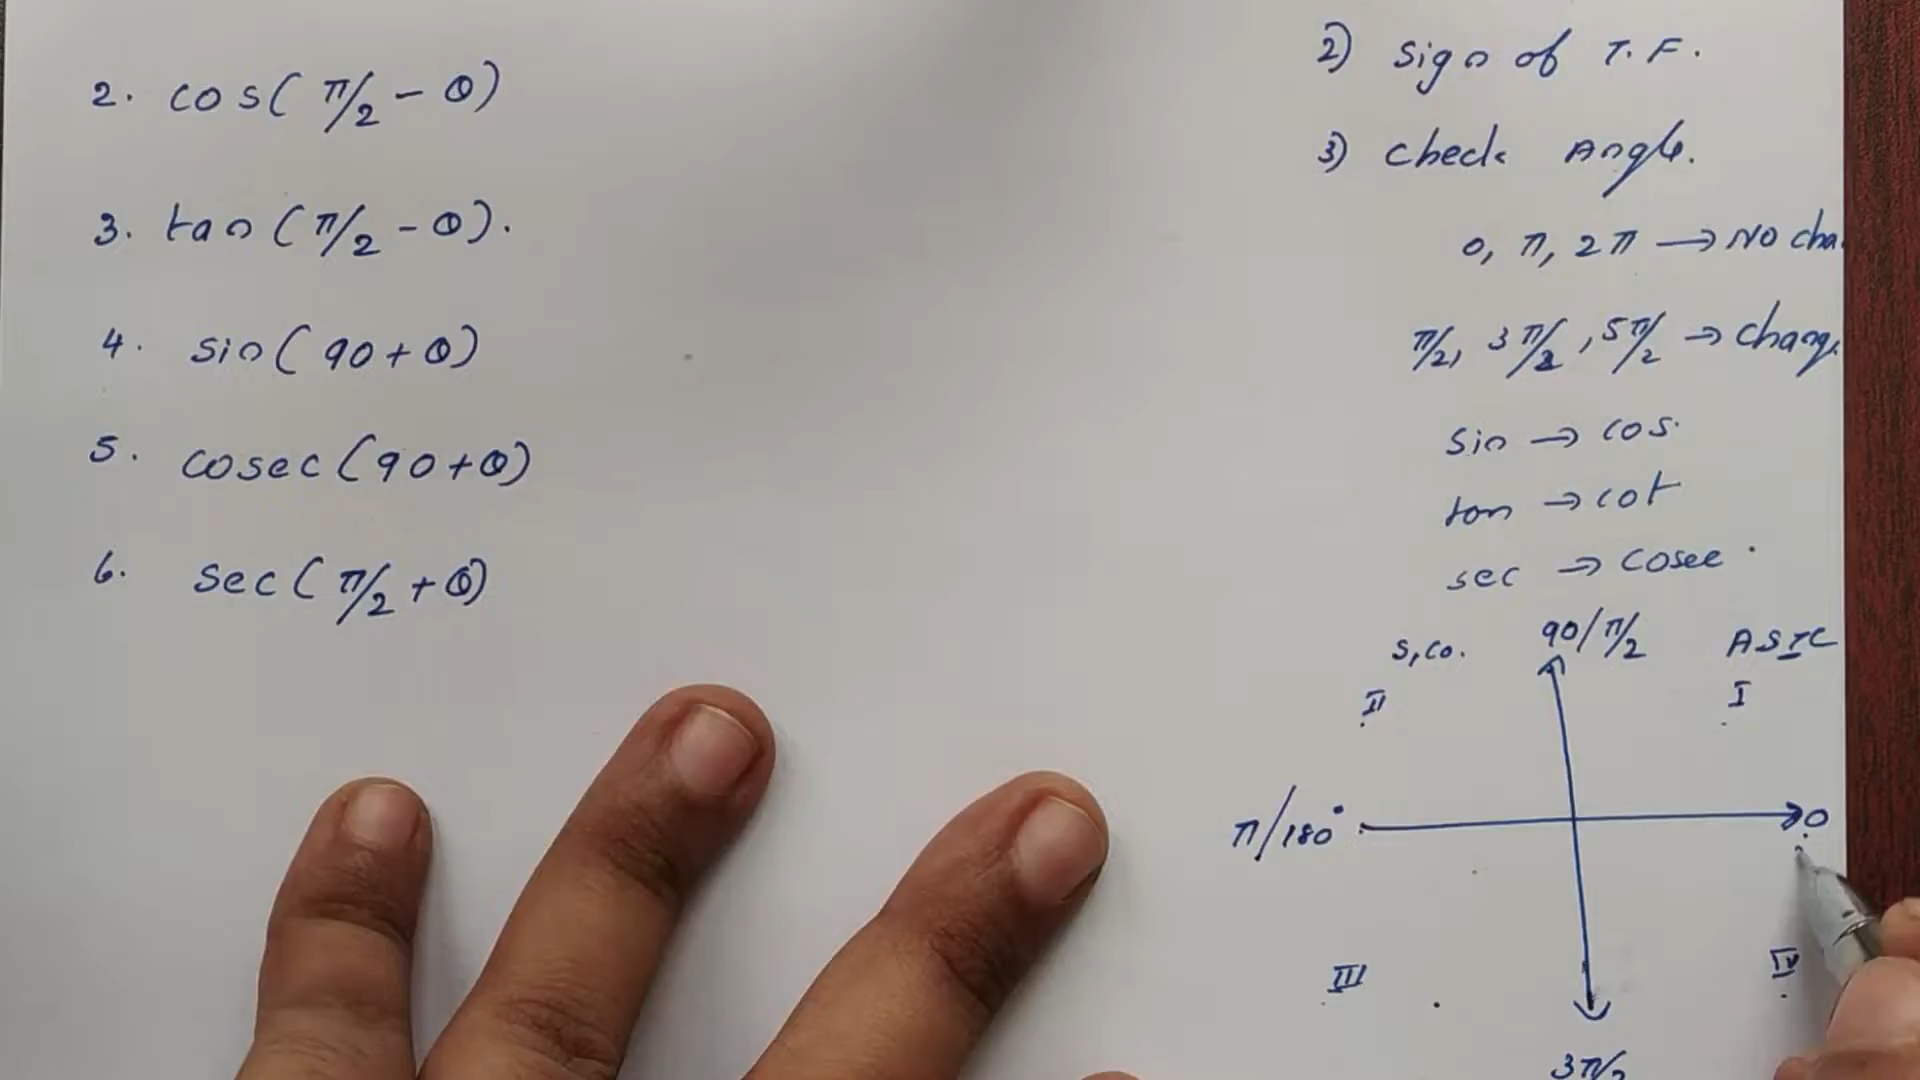 2. cos(π/2 - θ)
3. tan(π/2 - θ).
4. sin(90+θ)
5. cosec(90+θ)
6. sec(π/2 + θ)
2) Sign of T.F.
3) Check Angle.
0, π, 2π → NO cha
π/2, 3π/2, 5π/2 → Chang
sin → cos.
tan → cot
sec → cosec
S, Co. 90/π/2 ASTC
II I
π/180° 0
III IV
3π/2